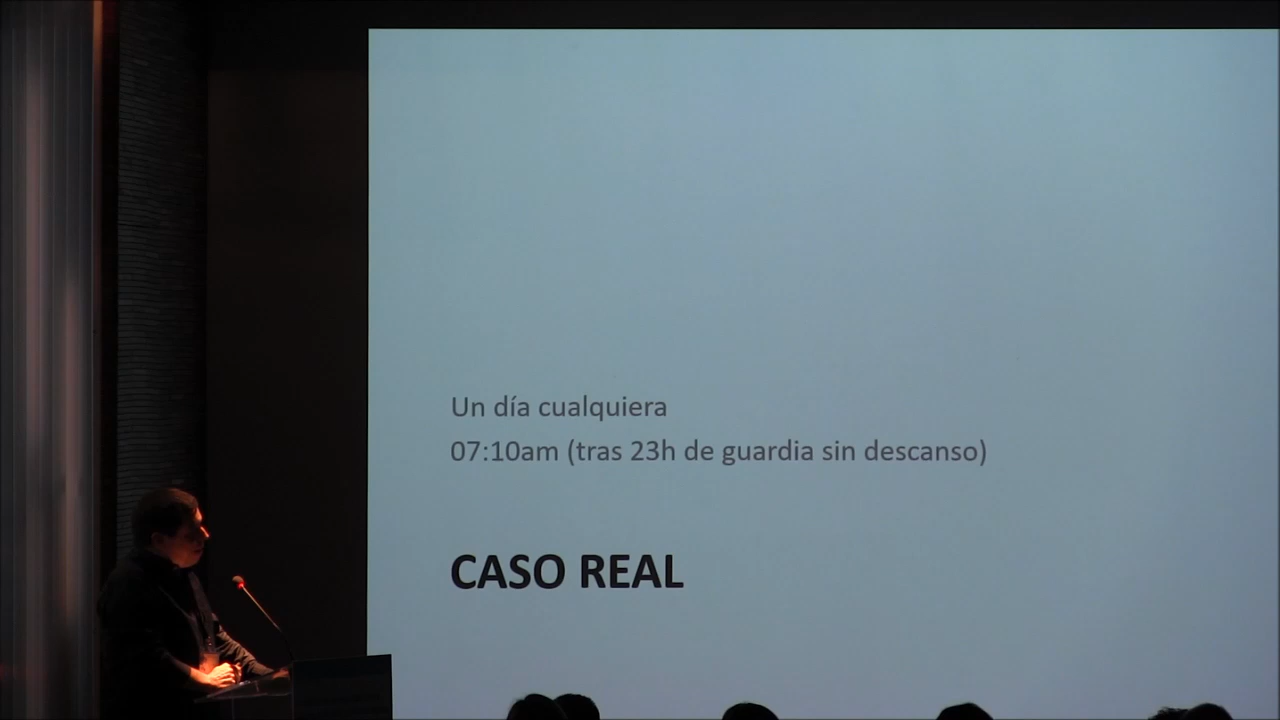 Un día cualquiera
07:10am (tras 23h de guardia sin descanso)
CASO REAL